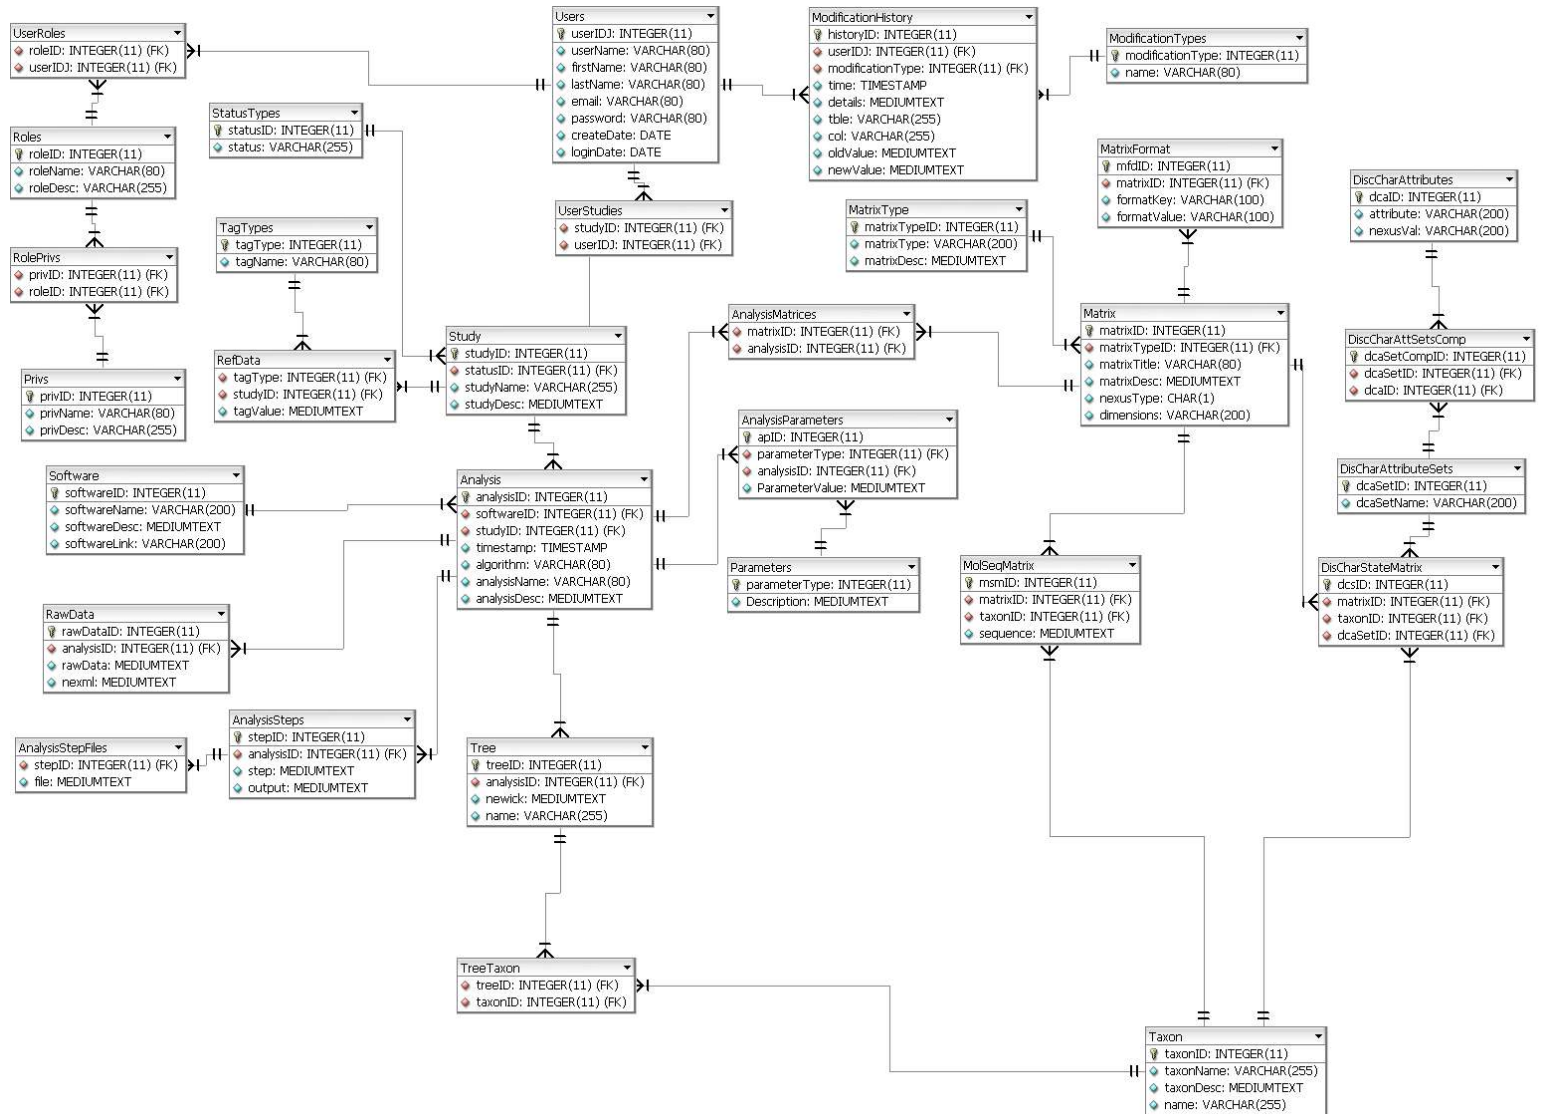 UserRoles
roleID: INTEGER(11) (FK)
userIDJ: INTEGER(11) (FK)
Users
userIDJ: INTEGER(11)
userName: VARCHAR(80)
firstName: VARCHAR(80)
lastName: VARCHAR(80)
email: VARCHAR(80)
password: VARCHAR(80)
createDate: DATE
loginDate: DATE
ModificationHistory
historyID: INTEGER(11)
userIDJ: INTEGER(11) (FK)
modificationType: INTEGER(11) (FK)
time: TIMESTAMP
details: MEDIUMTEXT
tble: VARCHAR(255)
col: VARCHAR(255)
oldValue: MEDIUMTEXT
newValue: MEDIUMTEXT
ModificationTypes
modificationType: INTEGER(11)
name: VARCHAR(80)
StatusTypes
statusID: INTEGER(11)
status: VARCHAR(255)
Roles
roleID: INTEGER(11)
roleName: VARCHAR(80)
roleDesc: VARCHAR(255)
MatrixFormat
mfdID: INTEGER(11)
matrixID: INTEGER(11) (FK)
formatKey: VARCHAR(100)
formatValue: VARCHAR(100)
DiscCharAttributes
dcaID: INTEGER(11)
attribute: VARCHAR(200)
nexusVal: VARCHAR(200)
TagTypes
tagType: INTEGER(11)
tagName: VARCHAR(80)
UserStudies
studyID: INTEGER(11) (FK)
userIDJ: INTEGER(11) (FK)
MatrixType
matrixTypeID: INTEGER(11)
matrixType: VARCHAR(200)
matrixDesc: MEDIUMTEXT
RolePrivs
privID: INTEGER(11) (FK)
roleID: INTEGER(11) (FK)
AnalysisMatrices
matrixID: INTEGER(11) (FK)
analysisID: INTEGER(11) (FK)
Matrix
matrixID: INTEGER(11)
matrixTypeID: INTEGER(11) (FK)
matrixTitle: VARCHAR(80)
matrixDesc: MEDIUMTEXT
nexusType: CHAR(1)
dimensions: VARCHAR(200)
DiscCharAttSetsComp
dcaSetCompID: INTEGER(11)
dcaSetID: INTEGER(11) (FK)
dcaID: INTEGER(11) (FK)
Study
studyID: INTEGER(11)
statusID: INTEGER(11) (FK)
studyName: VARCHAR(255)
studyDesc: MEDIUMTEXT
RefData
tagType: INTEGER(11) (FK)
studyID: INTEGER(11) (FK)
tagValue: MEDIUMTEXT
Privs
privID: INTEGER(11)
privName: VARCHAR(80)
privDesc: VARCHAR(255)
AnalysisParameters
apID: INTEGER(11)
parameterType: INTEGER(11) (FK)
analysisID: INTEGER(11) (FK)
ParameterValue: MEDIUMTEXT
DisCharAttributeSets
dcaSetID: INTEGER(11)
dcaSetName: VARCHAR(200)
Software
softwareID: INTEGER(11)
softwareName: VARCHAR(200)
softwareDesc: MEDIUMTEXT
softwareLink: VARCHAR(200)
Analysis
analysisID: INTEGER(11)
softwareID: INTEGER(11) (FK)
studyID: INTEGER(11) (FK)
timestamp: TIMESTAMP
algorithm: VARCHAR(80)
analysisName: VARCHAR(80)
analysisDesc: MEDIUMTEXT
Parameters
parameterType: INTEGER(11)
Description: MEDIUMTEXT
MolSeqMatrix
msmID: INTEGER(11)
matrixID: INTEGER(11) (FK)
taxonID: INTEGER(11) (FK)
sequence: MEDIUMTEXT
DisCharStateMatrix
dcsID: INTEGER(11)
matrixID: INTEGER(11) (FK)
taxonID: INTEGER(11) (FK)
dcaSetID: INTEGER(11) (FK)
RawData
rawDataID: INTEGER(11)
analysisID: INTEGER(11) (FK)
rawData: MEDIUMTEXT
nexml: MEDIUMTEXT
AnalysisSteps
stepID: INTEGER(11)
analysisID: INTEGER(11) (FK)
step: MEDIUMTEXT
output: MEDIUMTEXT
AnalysisStepFiles
stepID: INTEGER(11) (FK)
file: MEDIUMTEXT
Tree
treeID: INTEGER(11)
analysisID: INTEGER(11) (FK)
newick: MEDIUMTEXT
name: VARCHAR(255)
TreeTaxon
treeID: INTEGER(11) (FK)
taxonID: INTEGER(11) (FK)
Taxon
taxonID: INTEGER(11)
taxonName: VARCHAR(255)
taxonDesc: MEDIUMTEXT
name: VARCHAR(255)